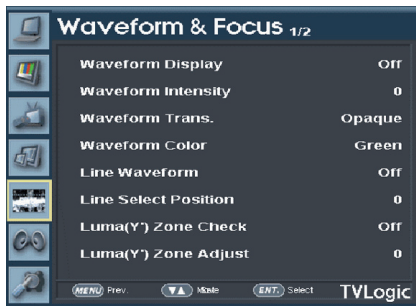 Waveform & Focus 1/2
Waveform Display Off
Waveform Intensity 0
Waveform Trans. Opaque
Waveform Color Green
Line Waveform Off
Line Select Position 0
Luma(Y') Zone Check Off
Luma(Y') Zone Adjust 0
MENU Prev. ▼▲ ENT. Select TVLogic